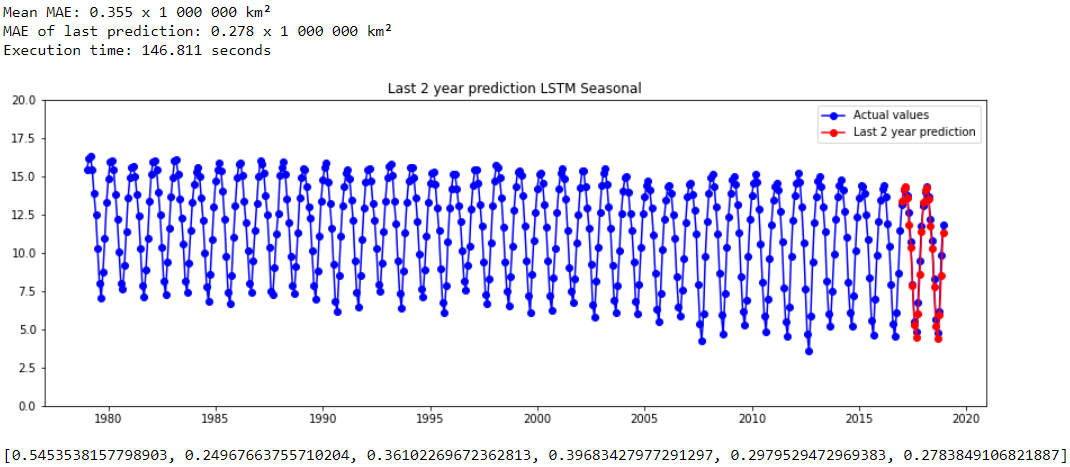 Mean MAE: 0.355 x 1 000 000 km²
MAE of last prediction: 0.278 x 1 000 000 km²
Execution time: 146.811 seconds
Last 2 year prediction LSTM Seasonal
Actual values
Last 2 year prediction
20.0
17.5
15.0
12.5
10.0
7.5
5.0
2.5
0.0
1980 1985 1990 1995 2000 2005 2010 2015 2020
[0.5453538157798903, 0.24967663755710204, 0.36102269672362813, 0.39683427977291297, 0.2979529472969383, 0.2783849106821887]